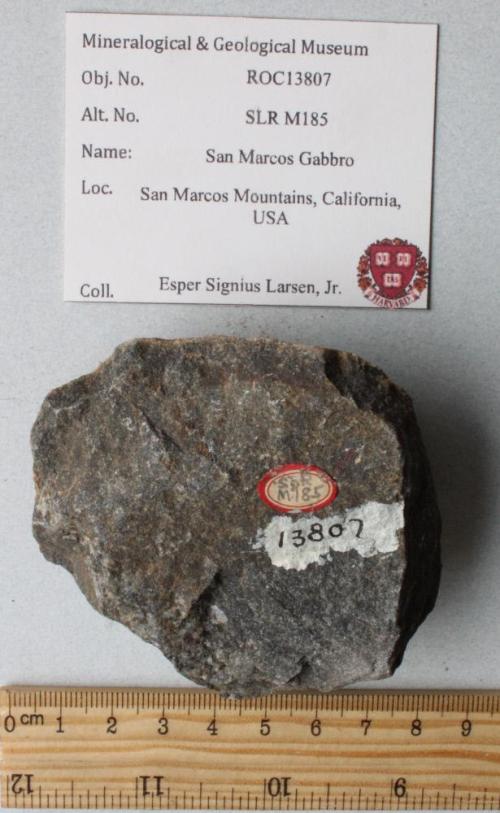 Mineralogical & Geological Museum
Obj. No. ROC13807
Alt. No. SLR M185
Name: San Marcos Gabbro
Loc. San Marcos Mountains, California,
USA
Coll. Esper Signius Larsen, Jr.
HARVARD
M185
13807
0 cm 1 2 3 4 5 6 7 8 9
12 11 10 9